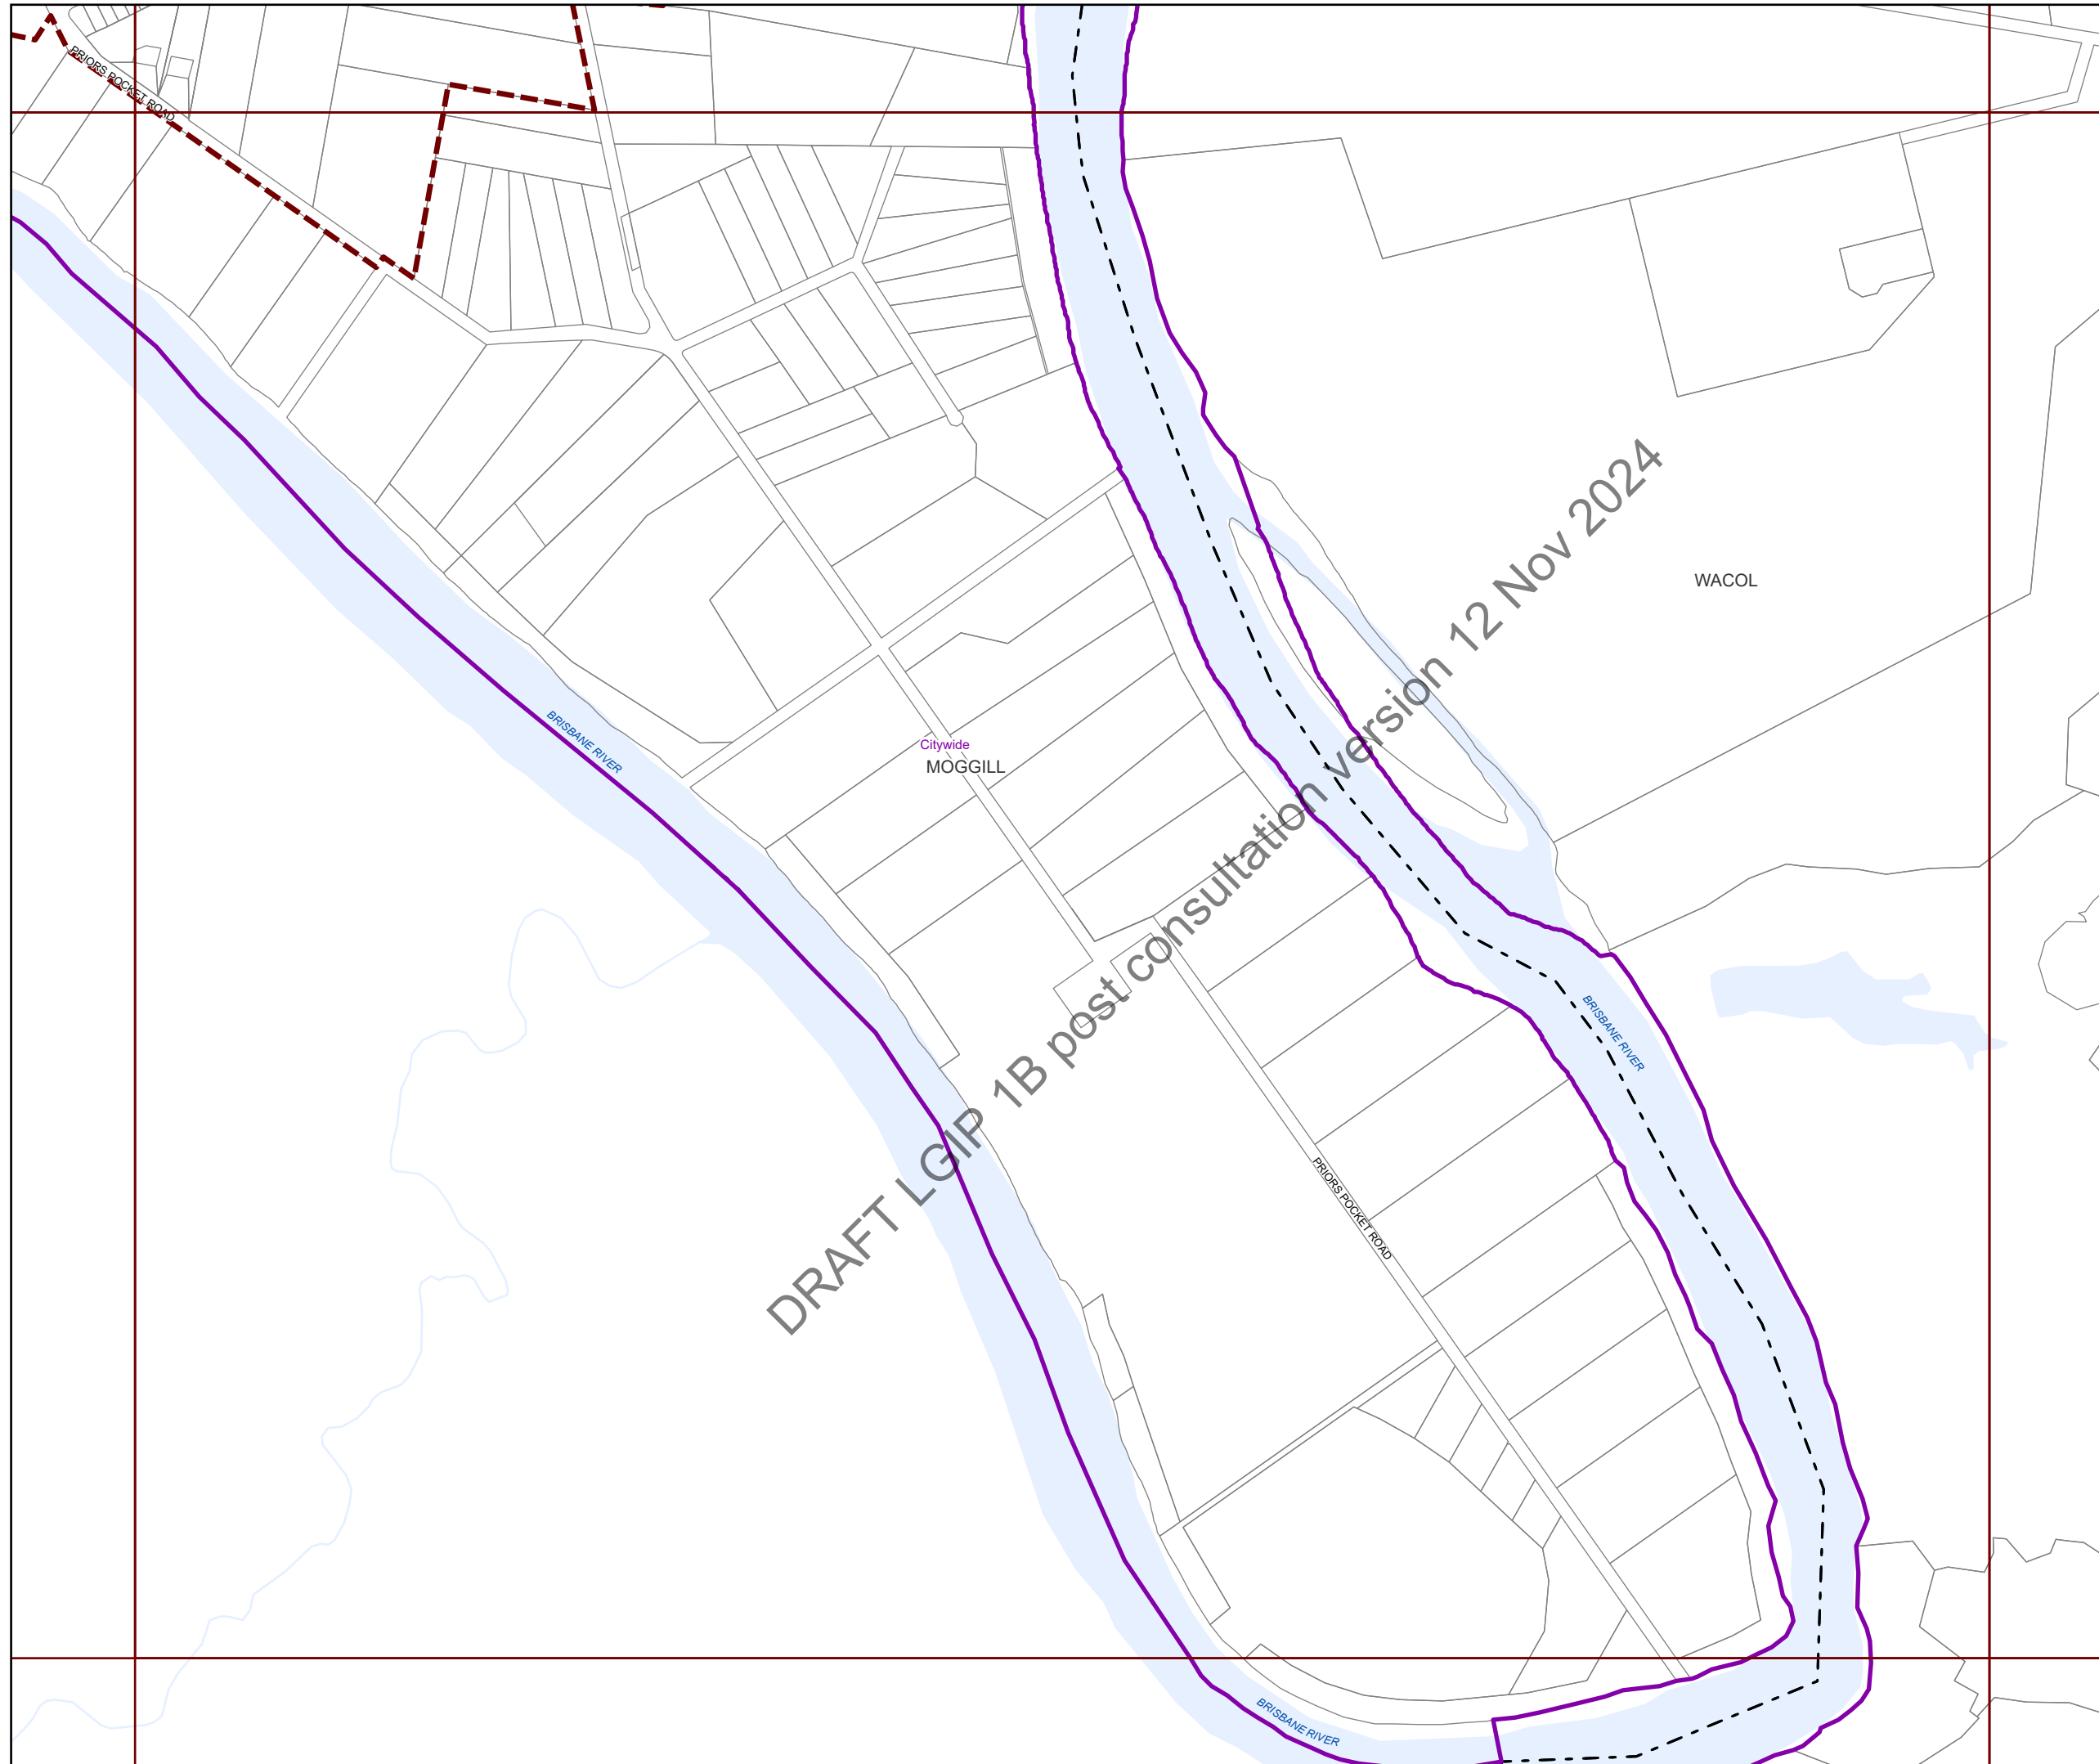 PRIORS POCKET ROAD
WACOL
BRISBANE RIVER
Citywide
MOGGILL
DRAFT LGIP 1B post consultation version 12 Nov 2024
BRISBANE RIVER
PRIORS POCKET ROAD
BRISBANE RIVER